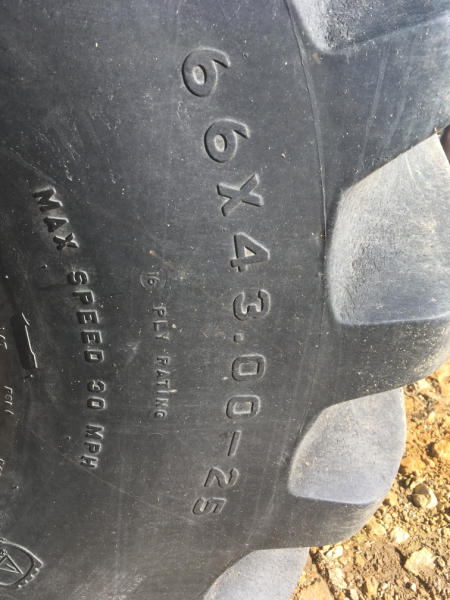 66X43.00-25
16 PLY RATING
MAX SPEED 30 MPH